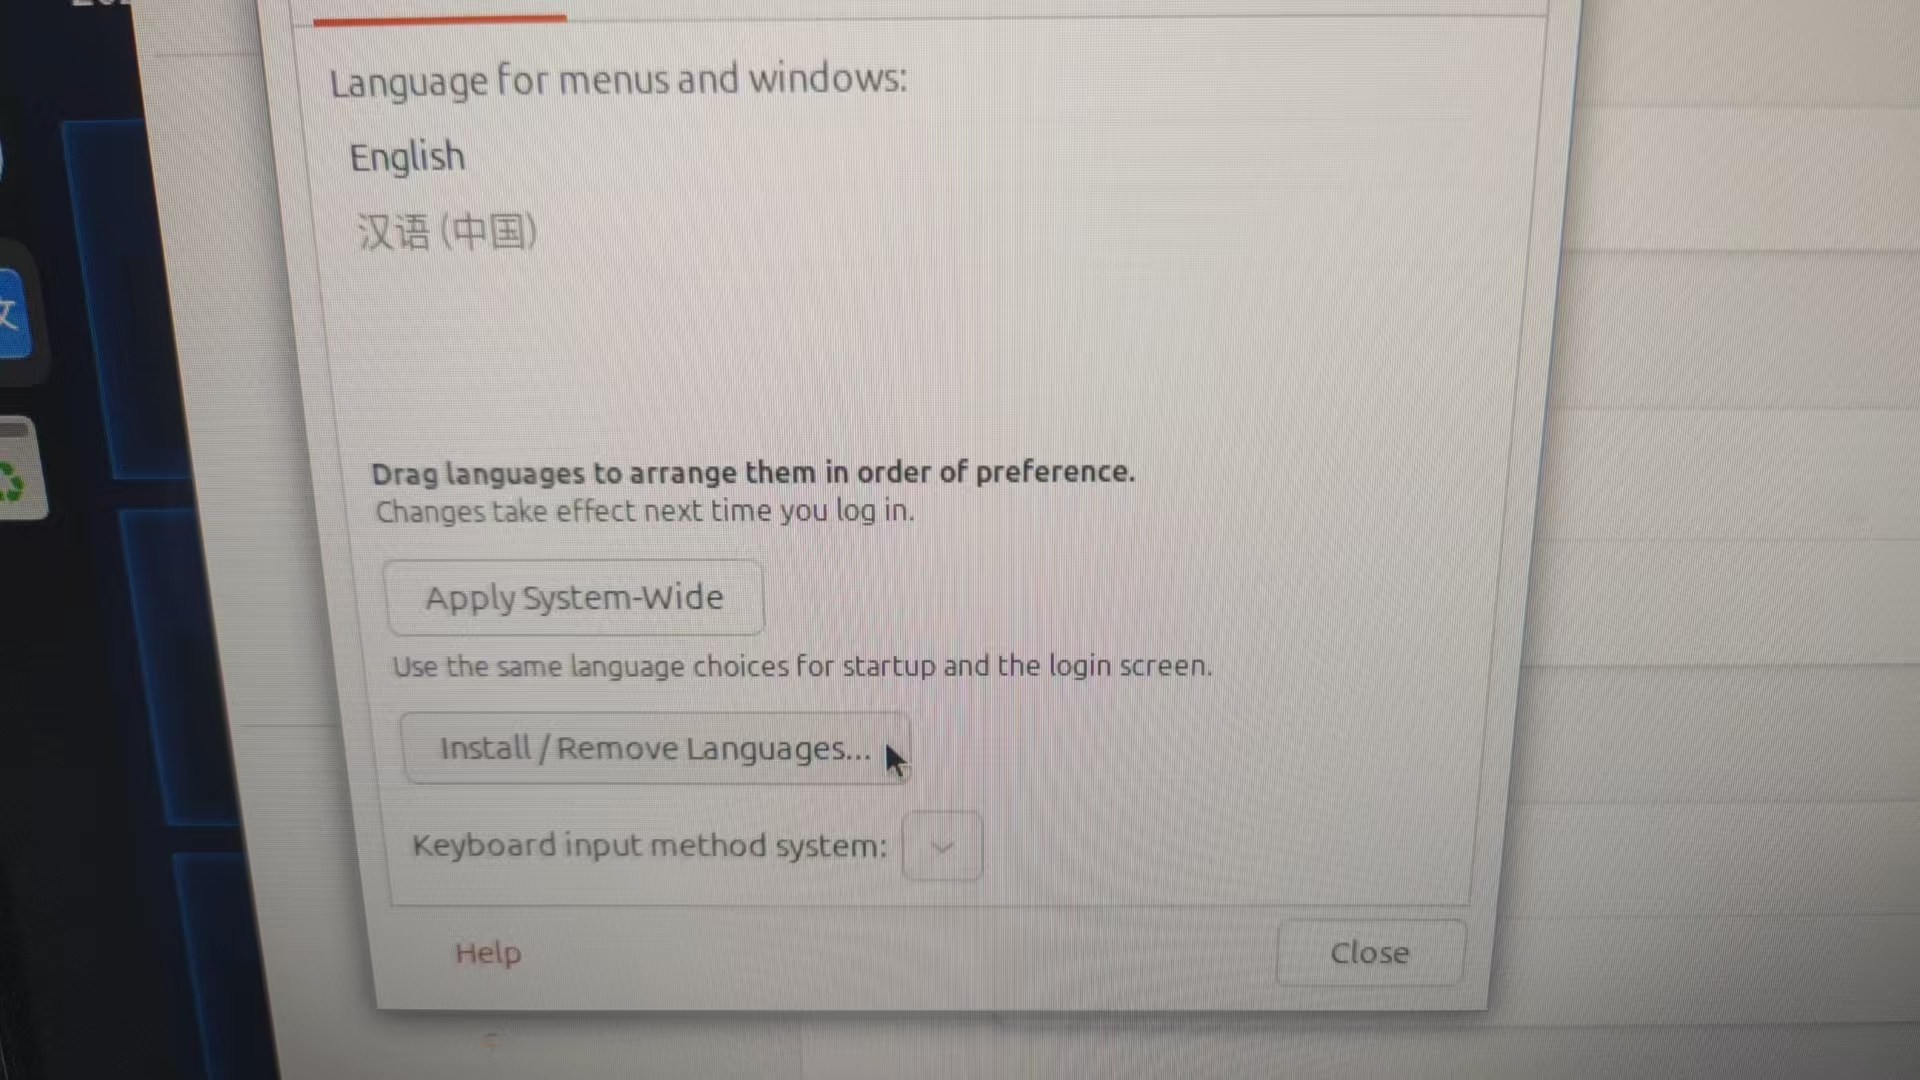 Language for menus and windows:
English
汉语 (中国)
Drag languages to arrange them in order of preference.
Changes take effect next time you log in.
Apply System-Wide
Use the same language choices for startup and the login screen.
Install / Remove Languages...
Keyboard input method system:
Help
Close
文